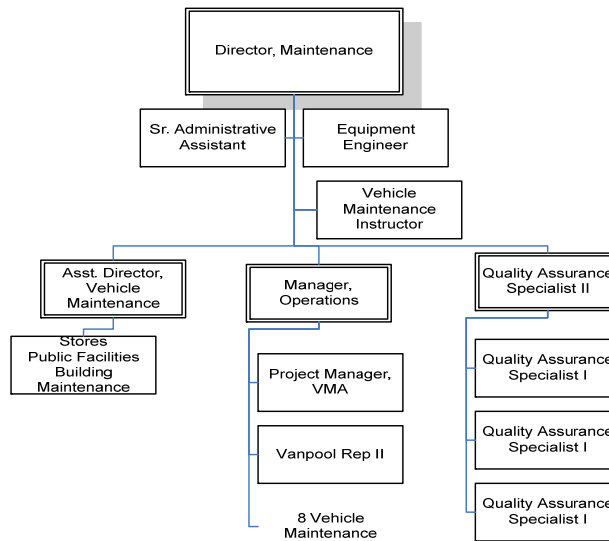 Director, Maintenance
Sr. Administrative
Assistant
Equipment
Engineer
Vehicle
Maintenance
Instructor
Asst. Director,
Vehicle
Maintenance
Manager,
Operations
Quality Assurance
Specialist II
Stores
Public Facilities
Building
Maintenance
Project Manager,
VMA
Quality Assurance
Specialist I
Vanpool Rep II
Quality Assurance
Specialist I
8 Vehicle
Maintenance
Quality Assurance
Specialist I